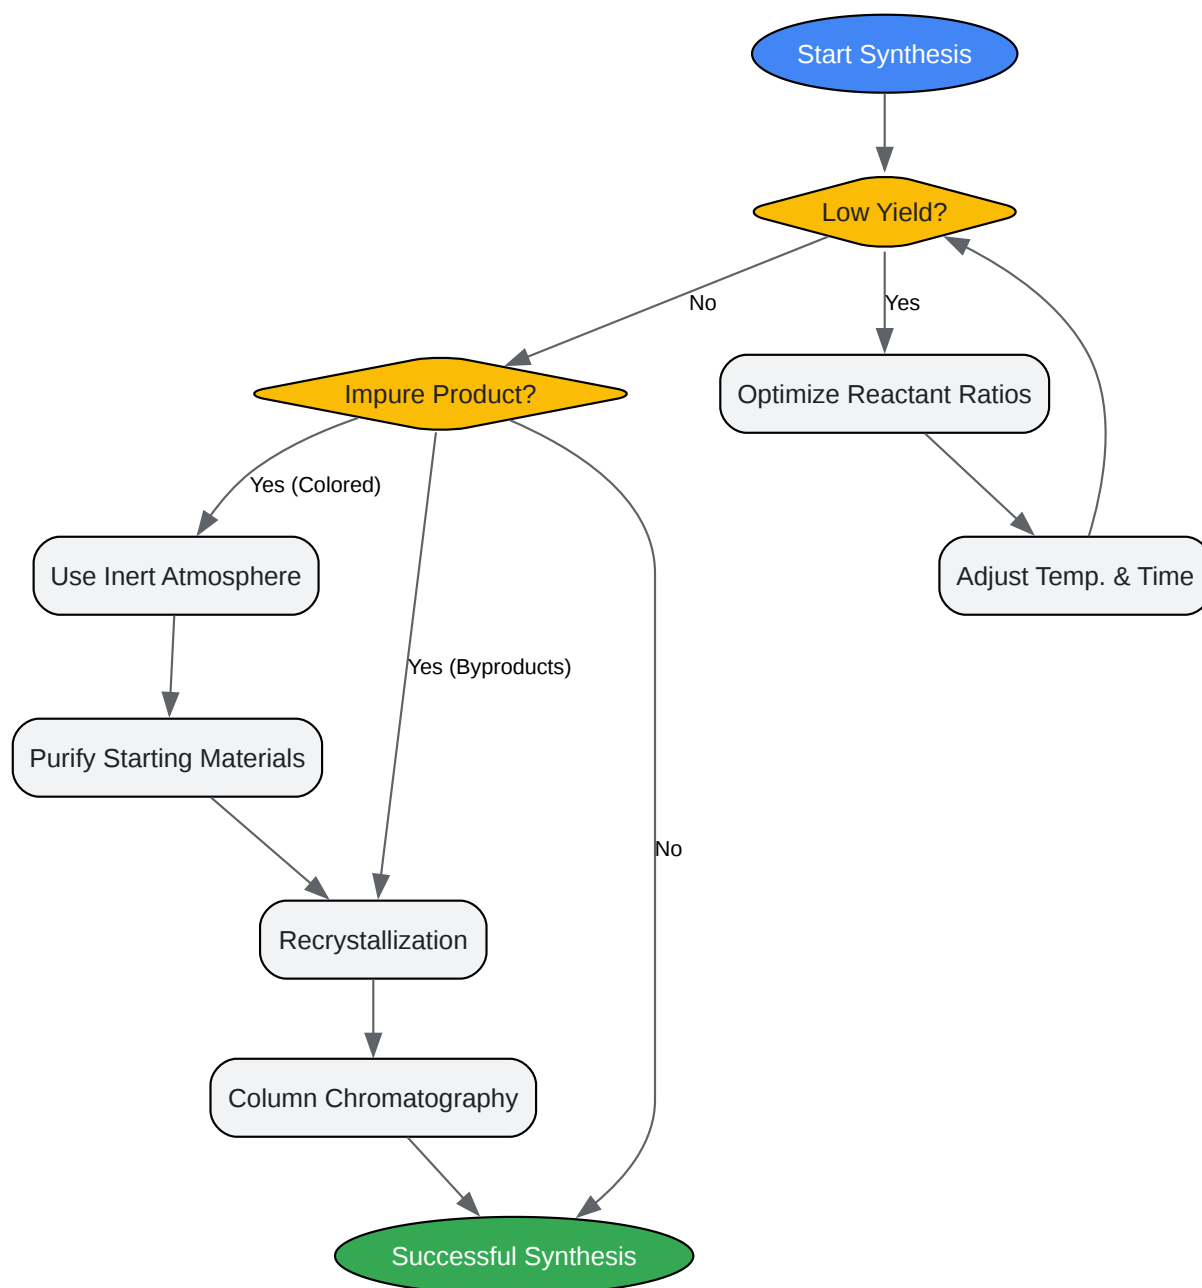 Start Synthesis
Low Yield?
No
Yes
Impure Product?
Optimize Reactant Ratios
Yes (Colored)
Use Inert Atmosphere
Adjust Temp. & Time
Yes (Byproducts)
Purify Starting Materials
No
Recrystallization
Column Chromatography
Successful Synthesis